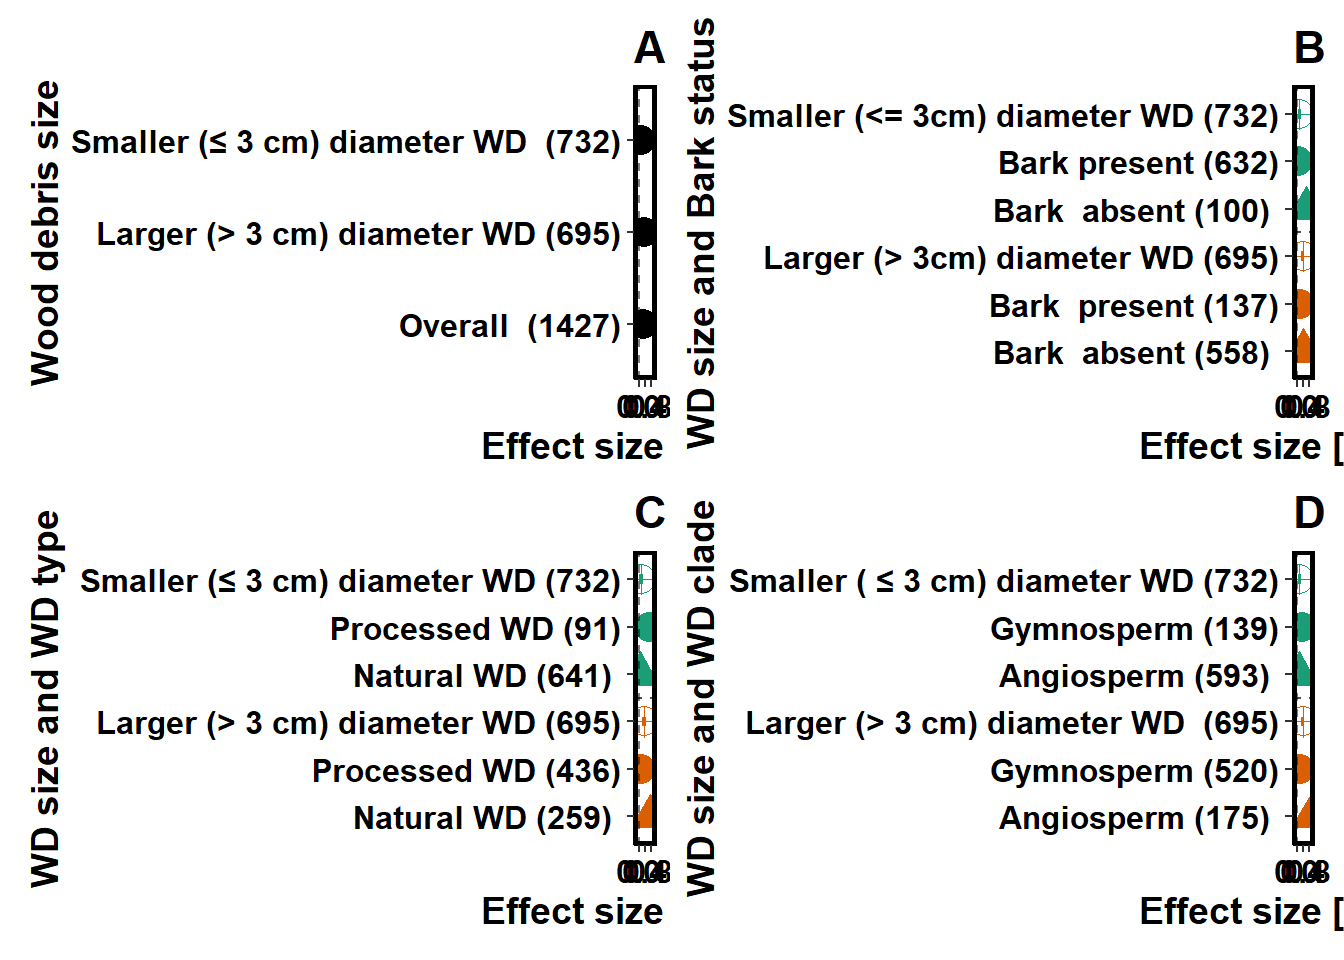 A
Wood debris size
Smaller (≤ 3 cm) diameter WD  (732)
Larger (> 3 cm) diameter WD (695)
Overall  (1427)
Effect size
B
WD size and Bark status
Smaller (<= 3cm) diameter WD (732)
Bark present (632)
Bark  absent (100)
Larger (> 3cm) diameter WD (695)
Bark  present (137)
Bark  absent (558)
Effect size [
C
WD size and WD type
Smaller (≤ 3 cm) diameter WD (732)
Processed WD (91)
Natural WD (641)
Larger (> 3 cm) diameter WD (695)
Processed WD (436)
Natural WD (259)
Effect size
D
WD size and WD clade
Smaller ( ≤ 3 cm) diameter WD (732)
Gymnosperm (139)
Angiosperm (593)
Larger (> 3 cm) diameter WD  (695)
Gymnosperm (520)
Angiosperm (175)
Effect size [